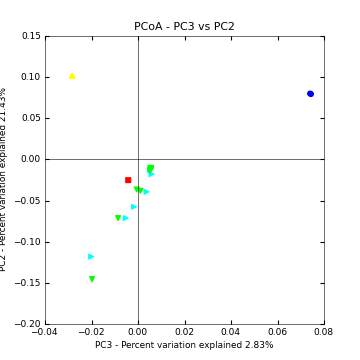 PCoA - PC3 vs PC2
0.15
0.10
0.05
0.00
−0.05
−0.10
−0.15
−0.20
PC2 - Percent variation explained 21.43%
−0.04 −0.02 0.00 0.02 0.04 0.06 0.08
PC3 - Percent variation explained 2.83%